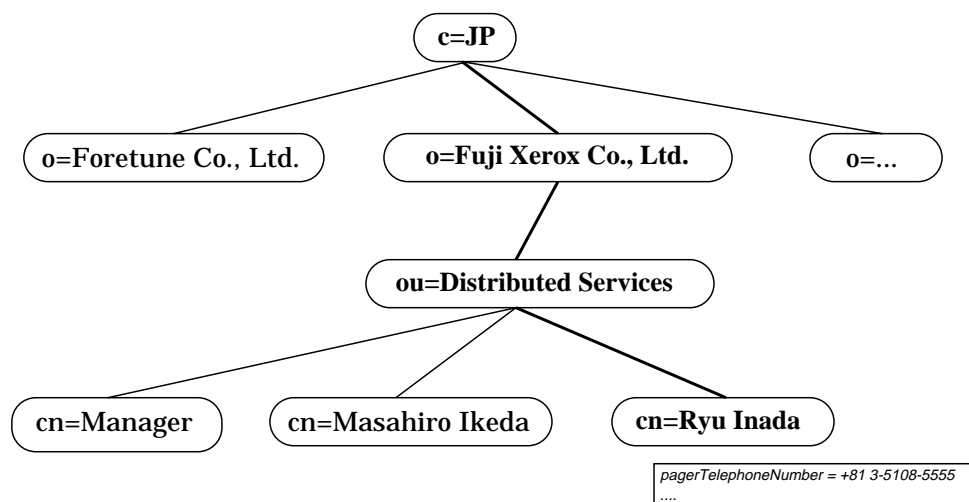 c=JP
o=Foretune Co., Ltd.
o=Fuji Xerox Co., Ltd.
o=...
ou=Distributed Services
cn=Manager
cn=Masahiro Ikeda
cn=Ryu Inada
pagerTelephoneNumber = +81 3-5108-5555
....